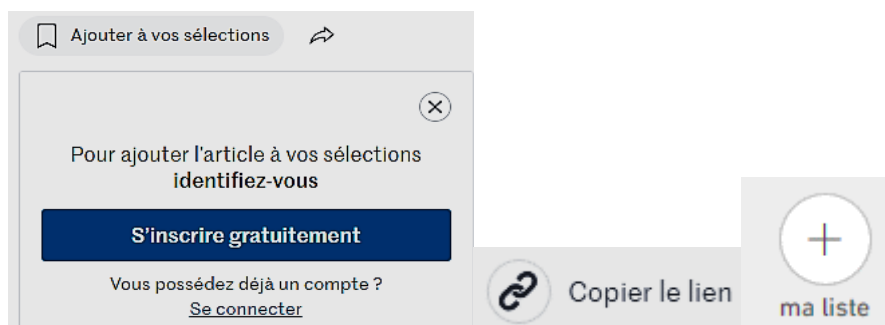 Ajouter à vos sélections
Pour ajouter l'article à vos sélections
identifiez-vous
S'inscrire gratuitement
Vous possédez déjà un compte ?
Se connecter
Copier le lien
ma liste